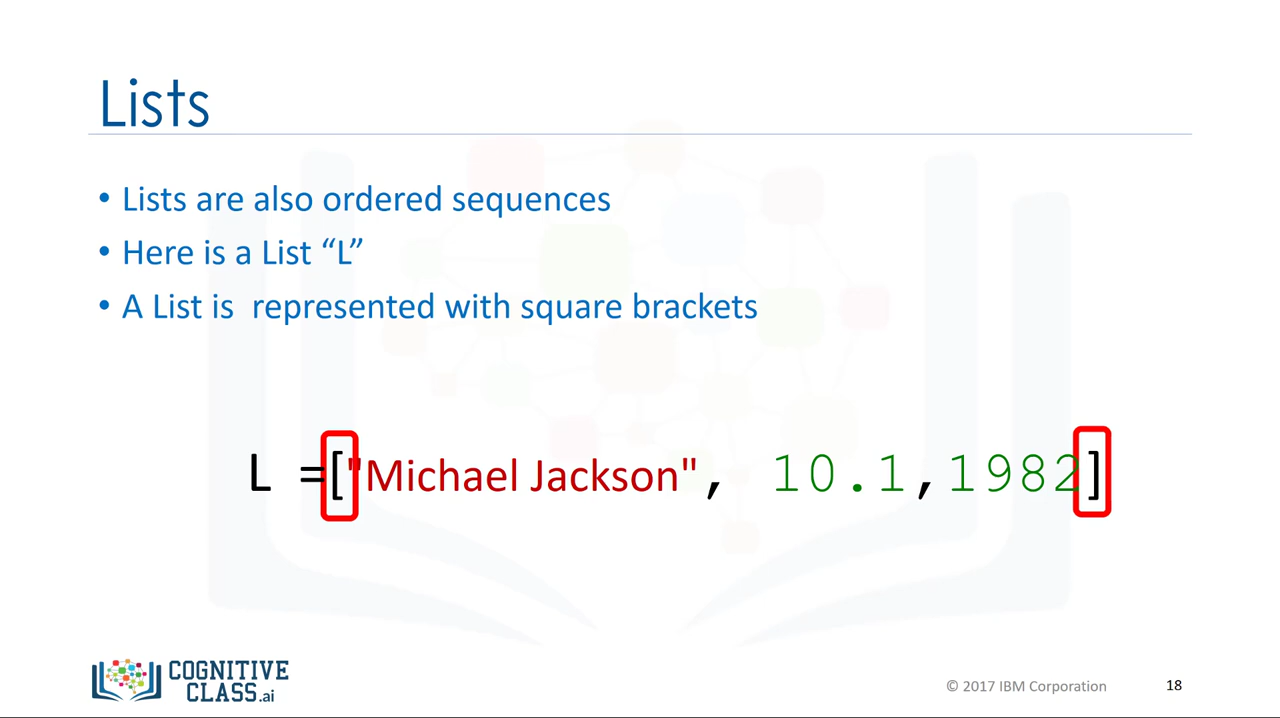 Lists
• Lists are also ordered sequences
• Here is a List “L”
• A List is  represented with square brackets
L =["Michael Jackson", 10.1,1982]
COGNITIVE
CLASS.ai
© 2017 IBM Corporation
18